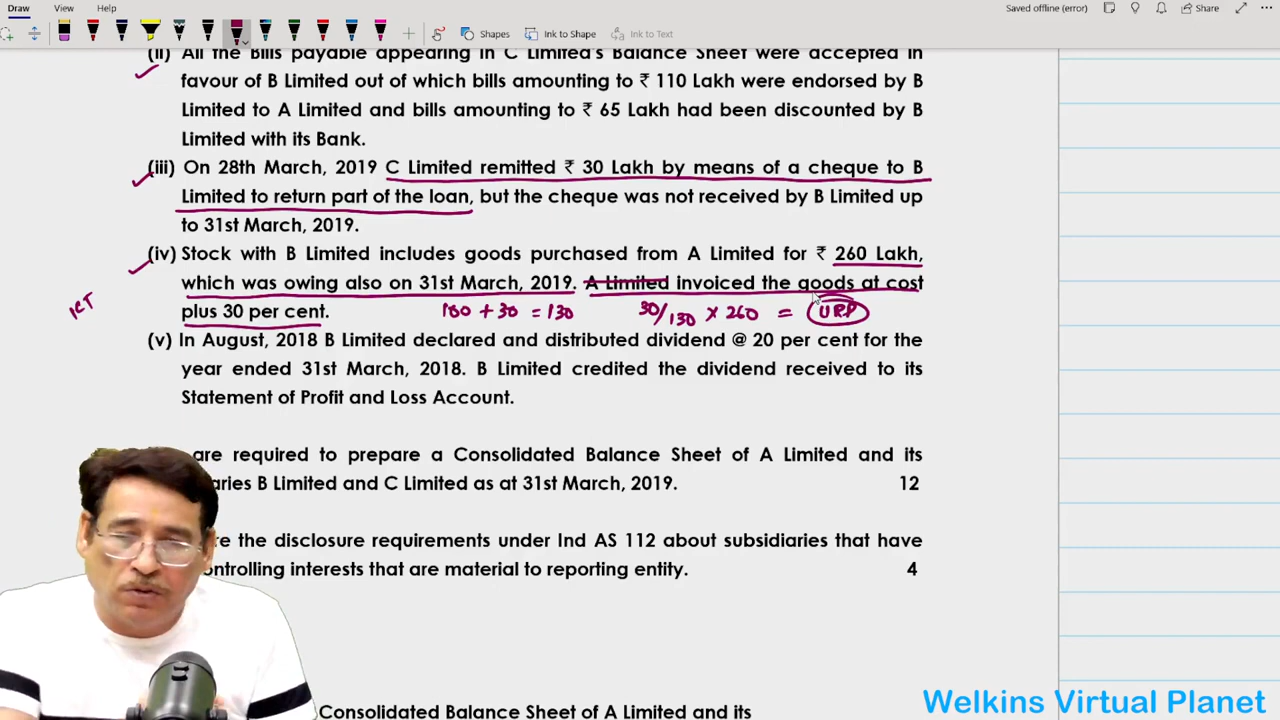 Draw View Help Saved offline (error) Share
Shapes Ink to Shape Ink to Text
(ii) All the Bills payable appearing in C Limited's Balance Sheet were accepted in
favour of B Limited out of which bills amounting to ₹ 110 Lakh were endorsed by B
Limited to A Limited and bills amounting to ₹ 65 Lakh had been discounted by B
Limited with its Bank.
(iii) On 28th March, 2019 C Limited remitted ₹ 30 Lakh by means of a cheque to B
Limited to return part of the loan, but the cheque was not received by B Limited up
to 31st March, 2019.
(iv) Stock with B Limited includes goods purchased from A Limited for ₹ 260 Lakh,
which was owing also on 31st March, 2019. A Limited invoiced the goods at cost
plus 30 per cent. 100 + 30 = 130 30/130 × 260 = URP
(v) In August, 2018 B Limited declared and distributed dividend @ 20 per cent for the
year ended 31st March, 2018. B Limited credited the dividend received to its
Statement of Profit and Loss Account.
are required to prepare a Consolidated Balance Sheet of A Limited and its
aries B Limited and C Limited as at 31st March, 2019. 12
re the disclosure requirements under Ind AS 112 about subsidiaries that have
ontrolling interests that are material to reporting entity. 4
Consolidated Balance Sheet of A Limited and its
Welkins Virtual Planet